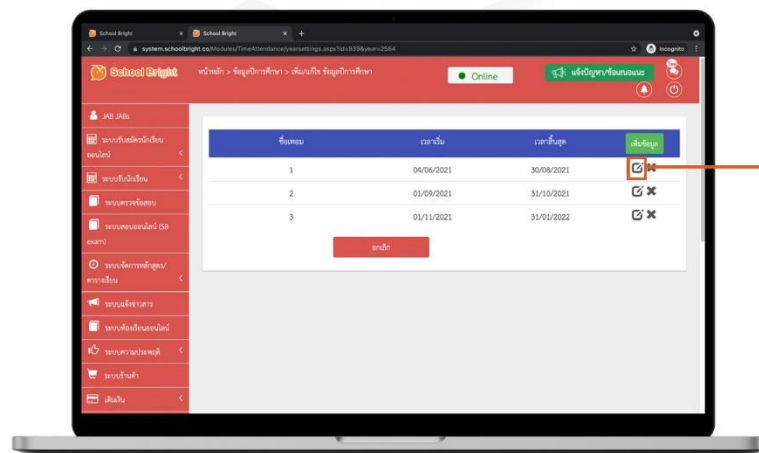 School Bright
School Bright
system.schoolbright.co/Modules/TimeAttendance/yearsettings.aspx?id=839&year=2564
Incognito
School Bright
หน้าหลัก > ข้อมูลปีการศึกษา > เพิ่ม/แก้ไข ข้อมูลปีการศึกษา
Online
แจ้งปัญหา/ข้อเสนอแนะ
JAB JABs
ระบบรับสมัครนักเรียน
ออนไลน์
ระบบรับนักเรียน
ระบบตรวจข้อสอบ
ระบบสอบออนไลน์ (SB
exam)
ระบบจัดการหลักสูตร/
ตารางเรียน
ระบบแจ้งข่าวสาร
ระบบห้องเรียนออนไลน์
ระบบความประพฤติ
ระบบร้านค้า
เติมเงิน
ชื่อเทอม เวลาเริ่ม เวลาสิ้นสุด เพิ่มข้อมูล
1 04/06/2021 30/08/2021
2 01/09/2021 31/10/2021
3 01/11/2021 31/01/2022
ยกเลิก